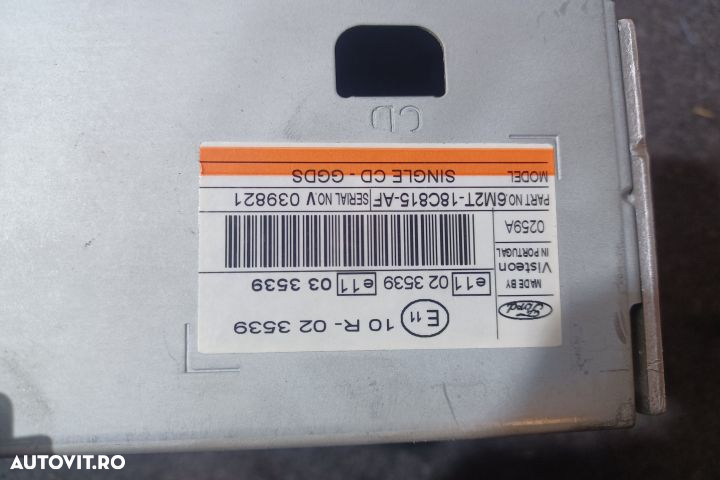 CD
MODEL SINGLE CD - GGDS
PART NO. 6M2T-18C815-AF SERIAL NO. V 039821
0259A
MADE BY
Visteon
IN PORTUGAL
e11 02 3539 e11 03 3539
Ford
E 11 10 R - 02 3539
AUTOVIT.RO